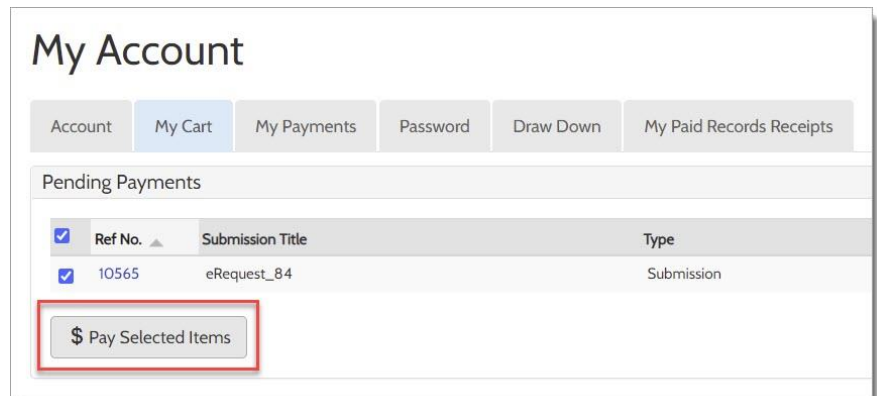 My Account
Account My Cart My Payments Password Draw Down My Paid Records Receipts
Pending Payments
Ref No. Submission Title Type
10565 eRequest_84 Submission
$ Pay Selected Items